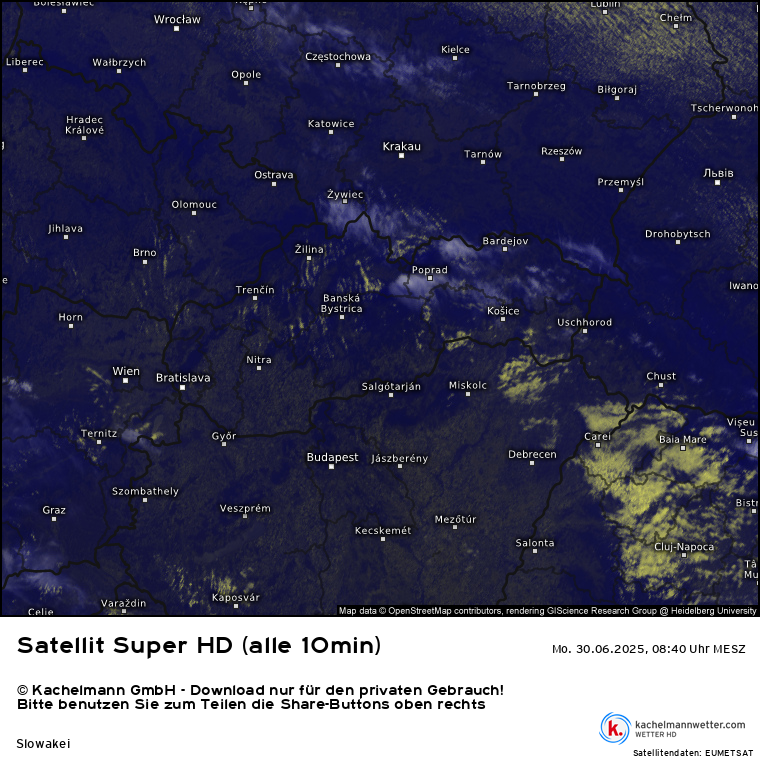 Lublin
Wrocław
Chełm
Kielce
Częstochowa
Liberec
Wałbrzych
Opole
Tarnobrzeg
Biłgoraj
Tscherwonoh
Hradec
Králové
Katowice
Krakau
Tarnów
Rzeszów
Ostrava
Przemyśl
Львів
Żywiec
Olomouc
Jihlava
Drohobytsch
Brno
Žilina
Bardejov
Poprad
Iwano
Trenčín
Banská
Bystrica
Košice
Horn
Uschhorod
Nitra
Wien
Bratislava
Salgótarján
Miskolc
Chust
Vişeu
Sus
Ternitz
Győr
Carei
Baia Mare
Budapest
Jászberény
Debrecen
Szombathely
Veszprém
Graz
Bistr
Kecskemét
Mezőtúr
Salonta
Cluj-Napoca
Kaposvár
Varaždin
Celje
Map data © OpenStreetMap contributors, rendering GIScience Research Group @ Heidelberg University
Satellit Super HD (alle 10min)
Mo. 30.06.2025, 08:40 Uhr MESZ
© Kachelmann GmbH - Download nur für den privaten Gebrauch!
Bitte benutzen Sie zum Teilen die Share-Buttons oben rechts
k.
kachelmannwetter.com
WETTER HD
Slowakei
Satellitendaten: EUMETSAT